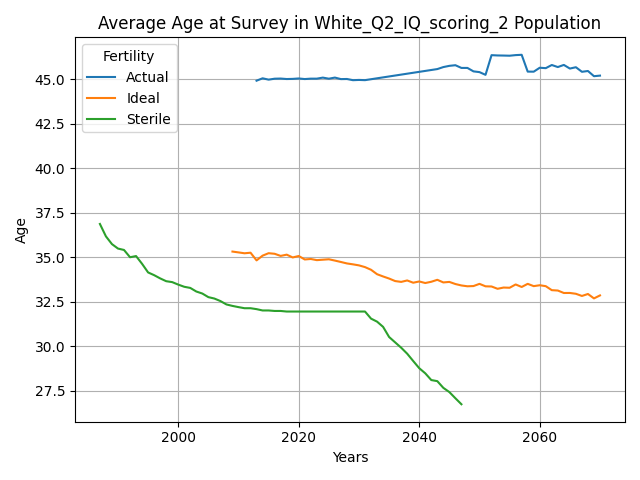 Average Age at Survey in White_Q2_IQ_scoring_2 Population
Fertility
Actual
Ideal
Sterile
Age
45.0
42.5
40.0
37.5
35.0
32.5
30.0
27.5
2000
2020
2040
2060
Years